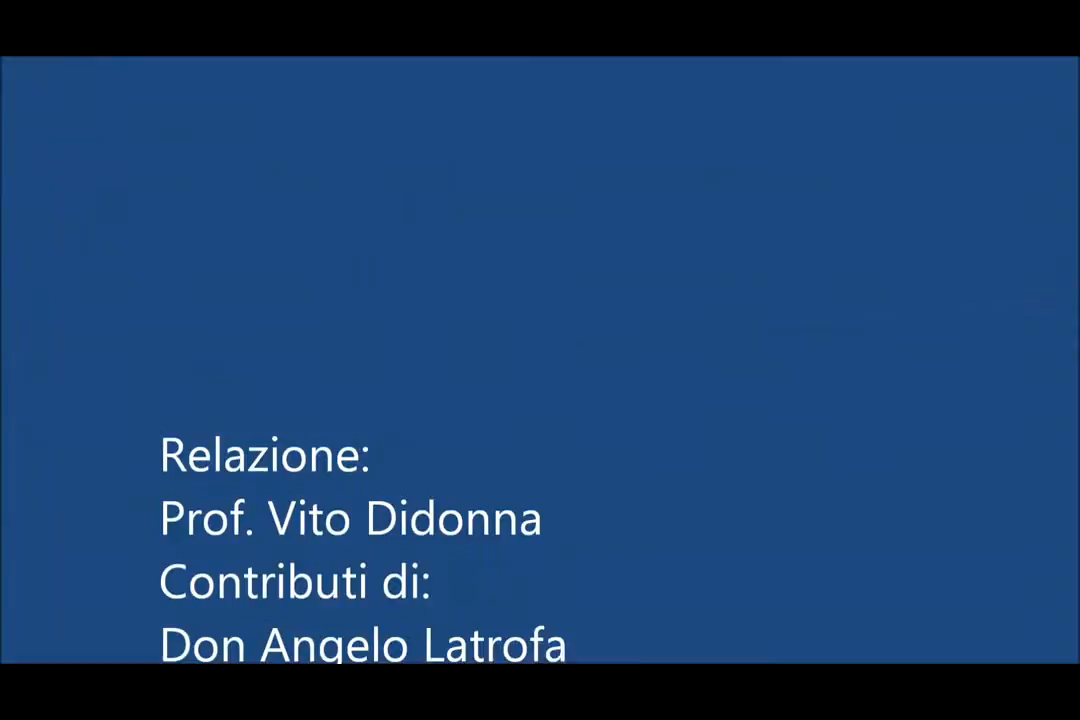 Relazione:
Prof. Vito Didonna
Contributi di:
Don Angelo Latrofa